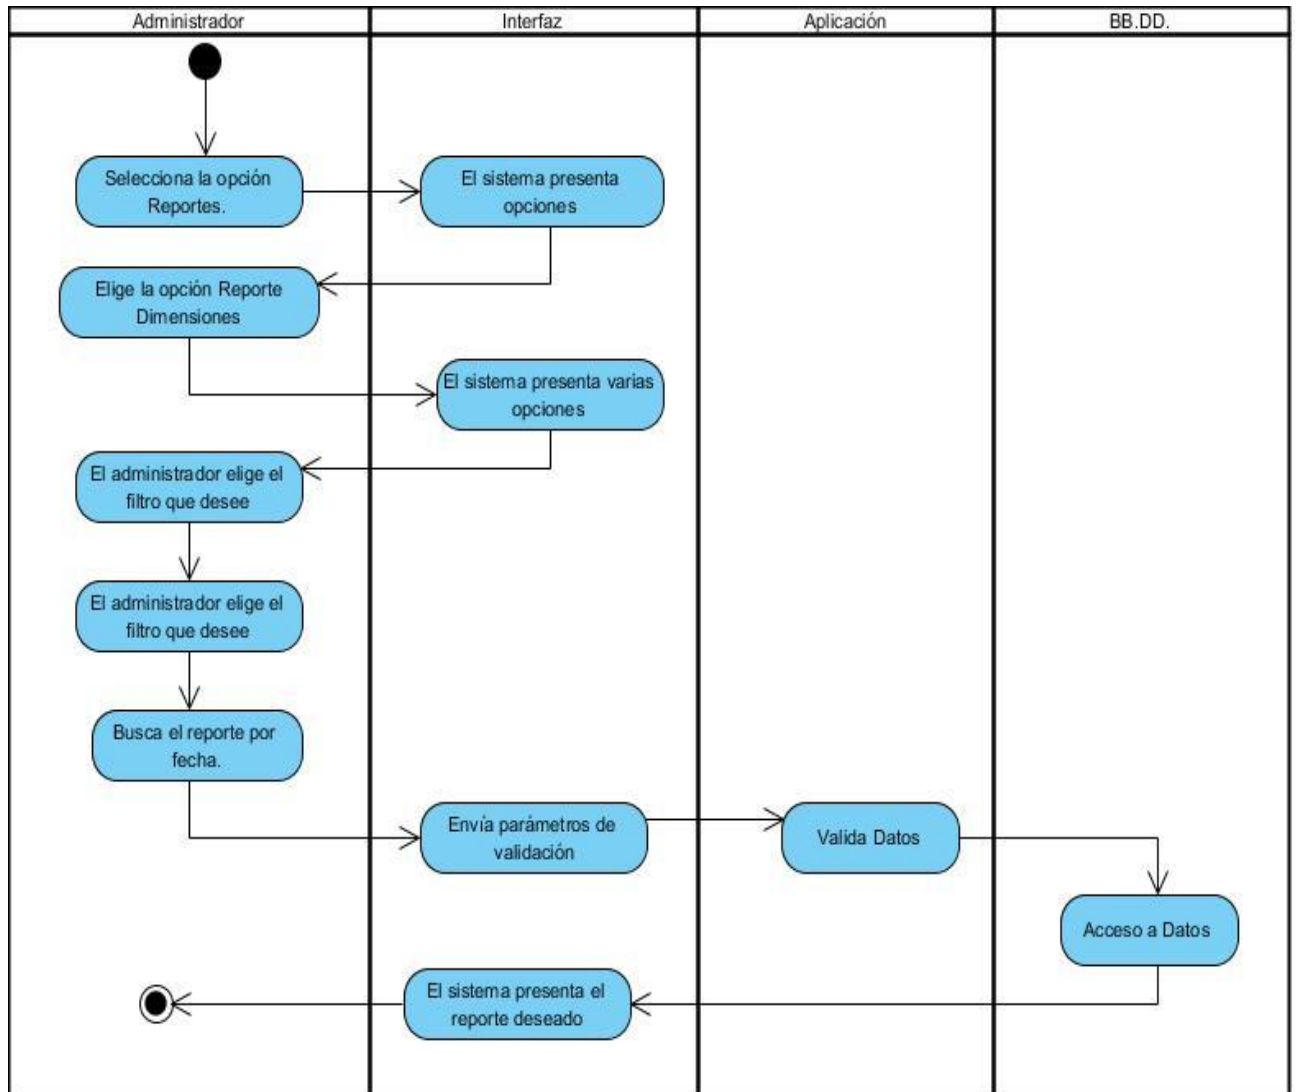 Administrador
Interfaz
Aplicación
BB.DD.
Selecciona la opción
Reportes.
El sistema presenta
opciones
Elige la opción Reporte
Dimensiones
El sistema presenta varias
opciones
El administrador elige el
filtro que desee
El administrador elige el
filtro que desee
Busca el reporte por
fecha.
Envía parámetros de
validación
Valida Datos
Acceso a Datos
El sistema presenta el
reporte deseado